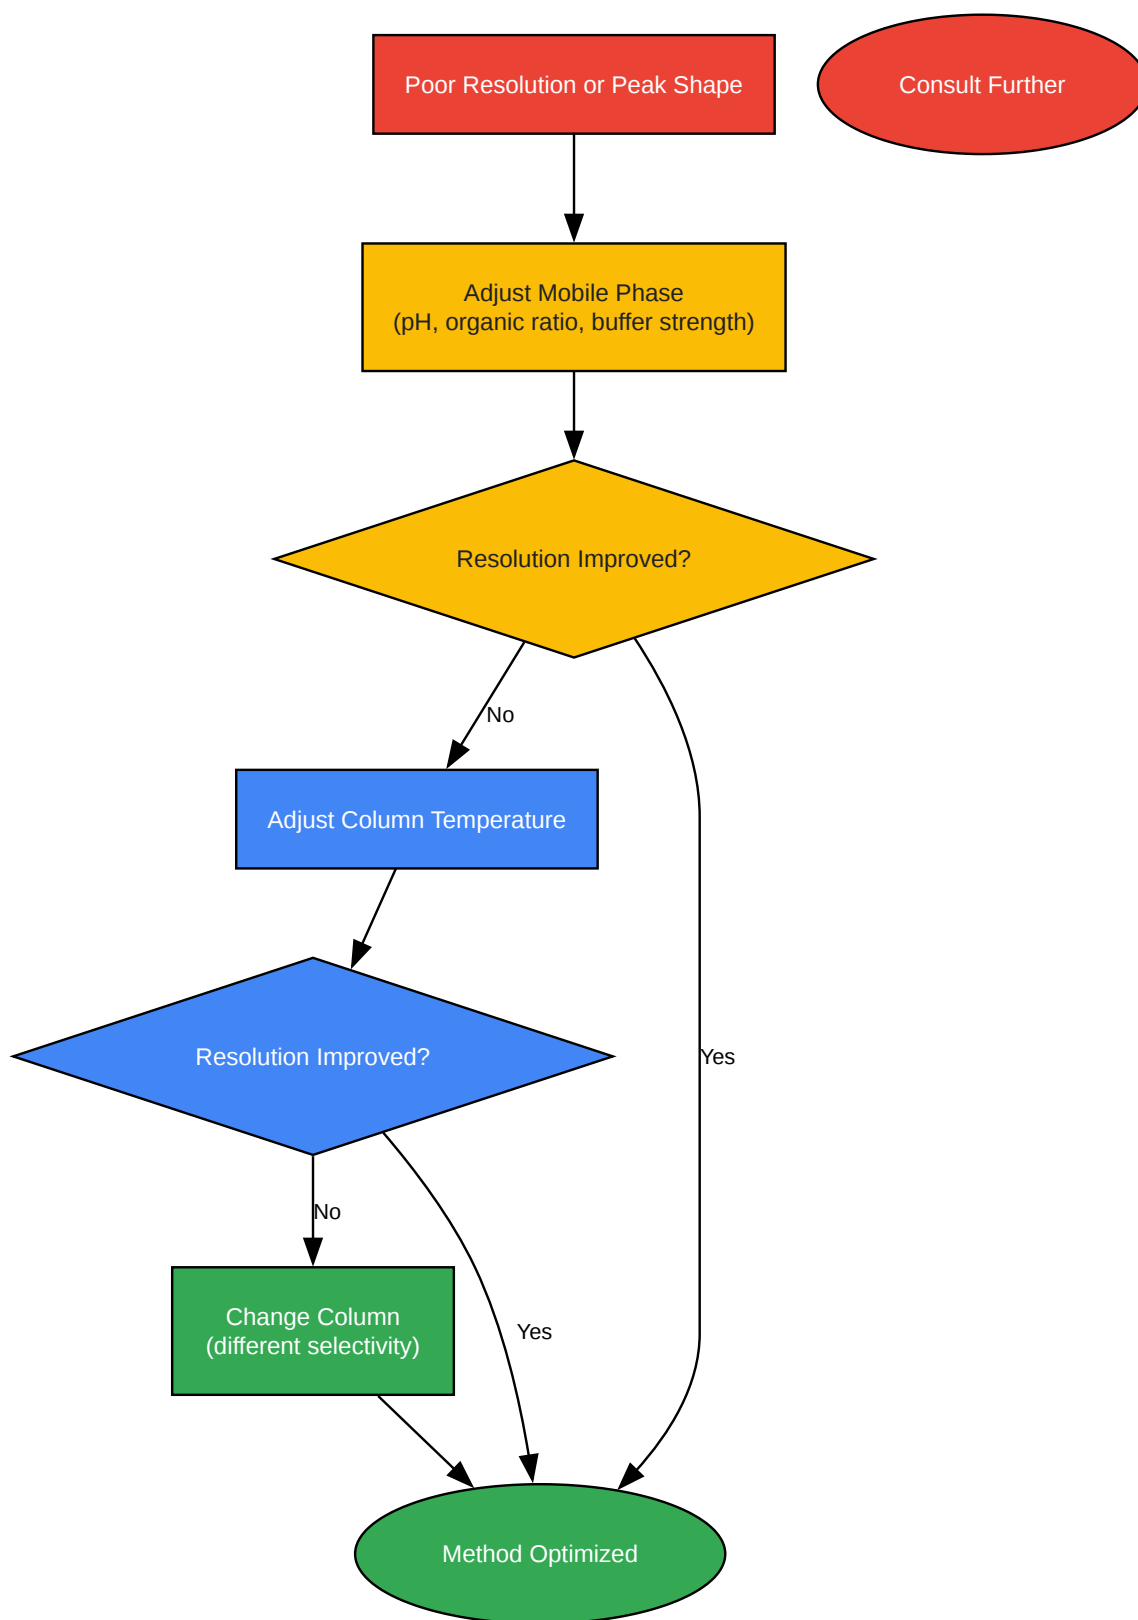 Poor Resolution or Peak Shape
Consult Further
Adjust Mobile Phase
(pH, organic ratio, buffer strength)
Resolution Improved?
No
Adjust Column Temperature
Yes
Resolution Improved?
No
Change Column
(different selectivity)
Yes
Method Optimized